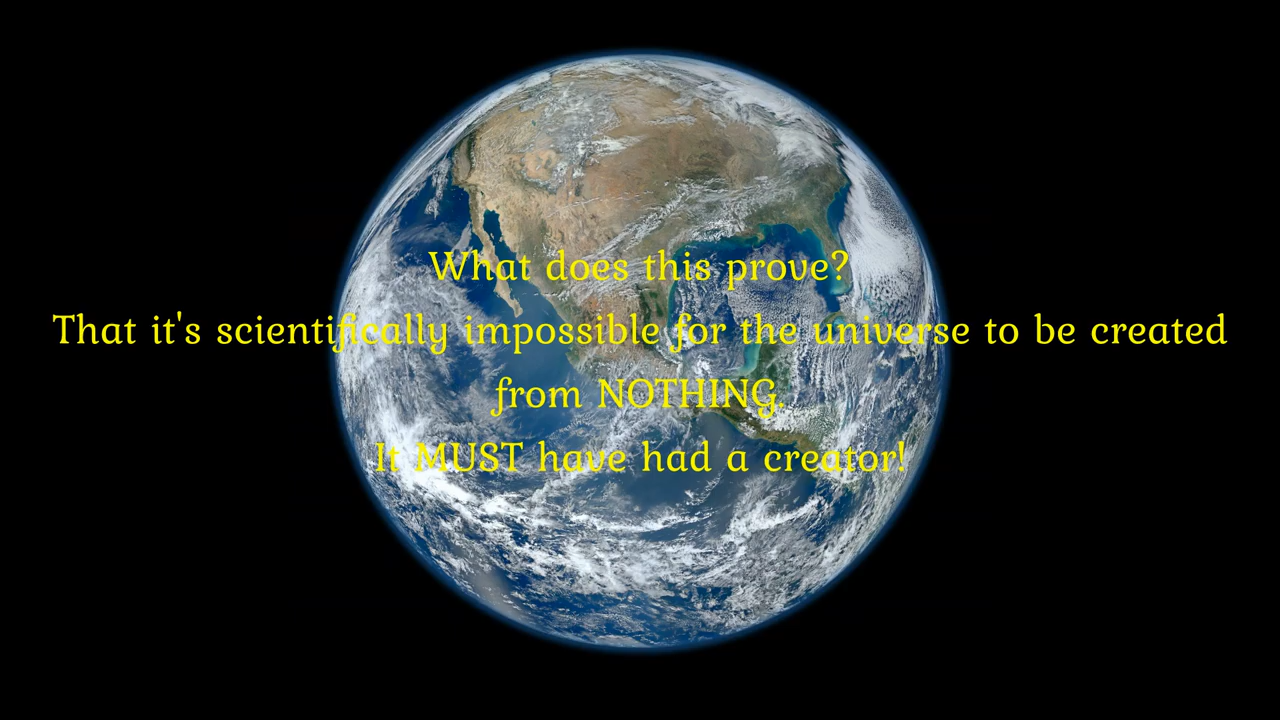 What does this prove?
That it's scientifically impossible for the universe to be created
from NOTHING.
It MUST have had a creator!